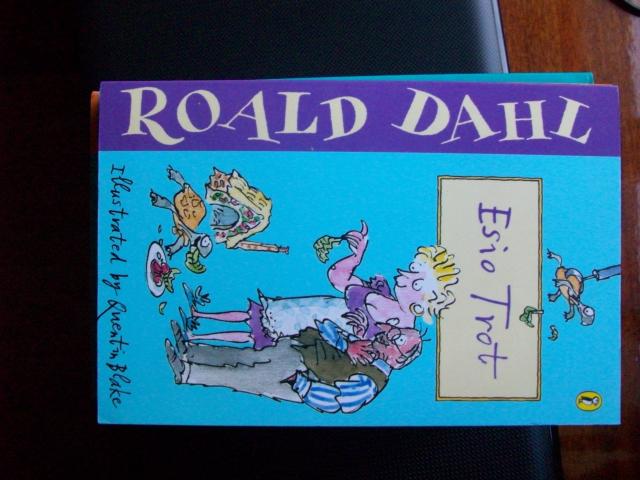 ROALD DAHL
Esio Trot
Illustrated by Quentin Blake